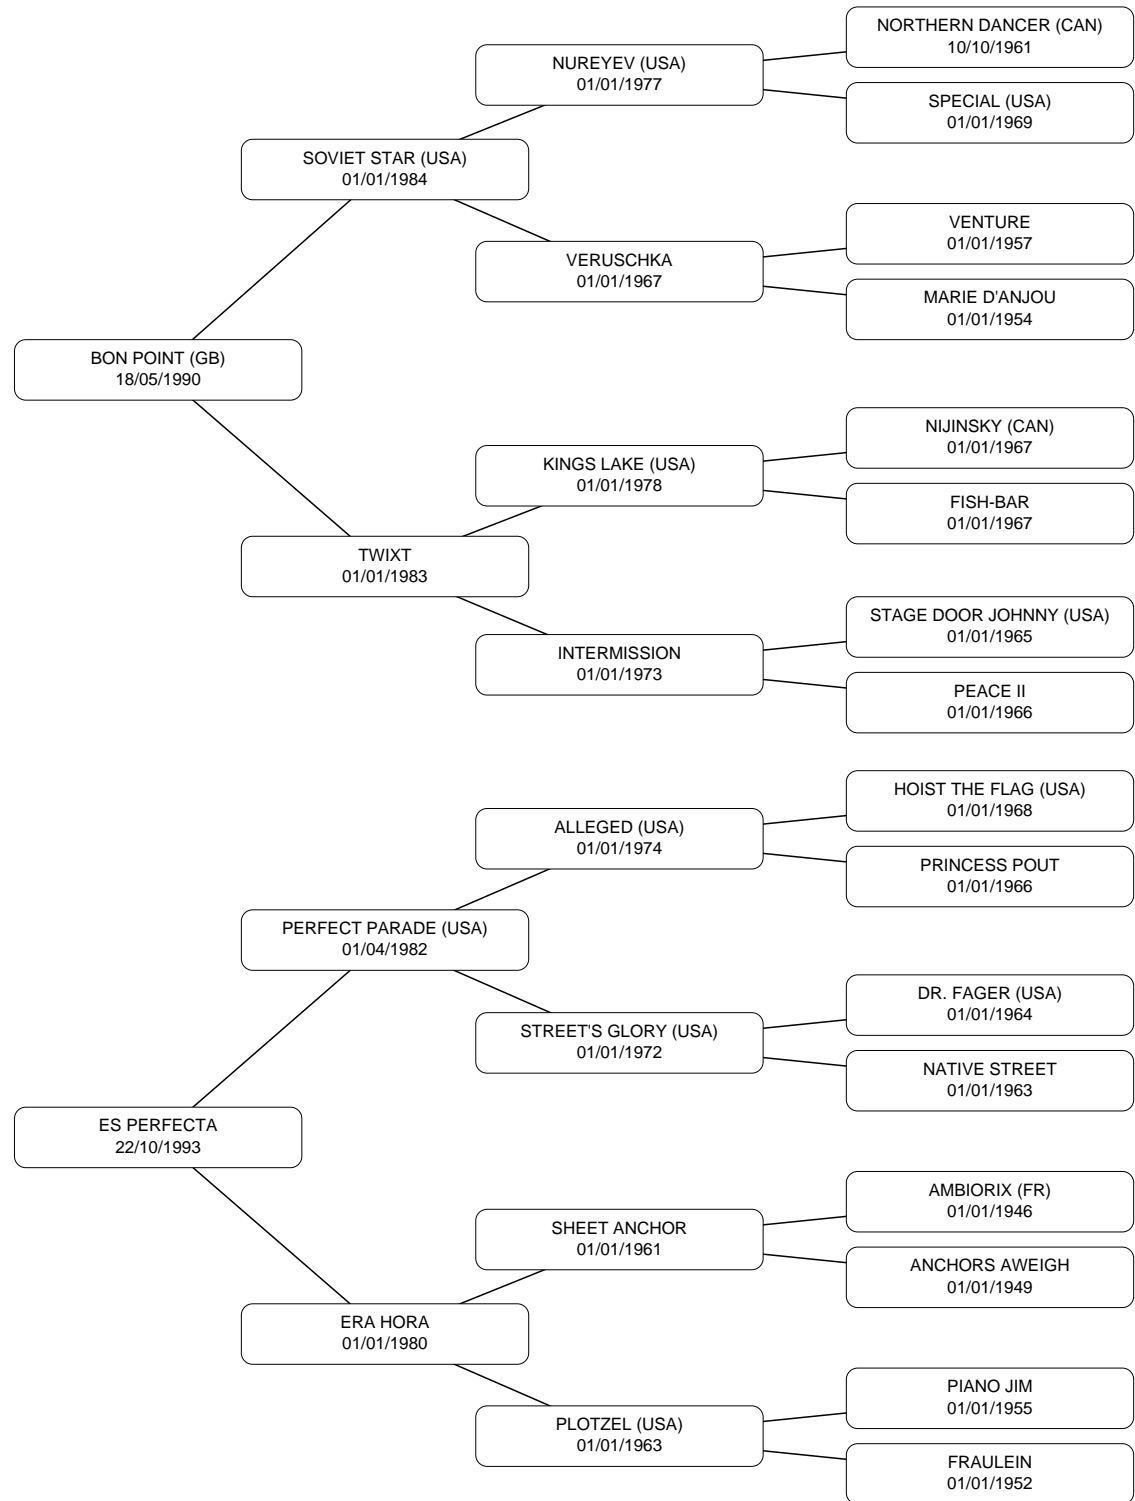 NORTHERN DANCER (CAN)
10/10/1961
NUREYEV (USA)
01/01/1977
SPECIAL (USA)
01/01/1969
SOVIET STAR (USA)
01/01/1984
VENTURE
01/01/1957
VERUSCHKA
01/01/1967
MARIE D'ANJOU
01/01/1954
BON POINT (GB)
18/05/1990
NIJINSKY (CAN)
01/01/1967
KINGS LAKE (USA)
01/01/1978
FISH-BAR
01/01/1967
TWIXT
01/01/1983
STAGE DOOR JOHNNY (USA)
01/01/1965
INTERMISSION
01/01/1973
PEACE II
01/01/1966
HOIST THE FLAG (USA)
01/01/1968
ALLEGED (USA)
01/01/1974
PRINCESS POUT
01/01/1966
PERFECT PARADE (USA)
01/04/1982
DR. FAGER (USA)
01/01/1964
STREET'S GLORY (USA)
01/01/1972
NATIVE STREET
01/01/1963
ES PERFECTA
22/10/1993
AMBIORIX (FR)
01/01/1946
SHEET ANCHOR
01/01/1961
ANCHORS AWEIGH
01/01/1949
ERA HORA
01/01/1980
PIANO JIM
01/01/1955
PLOTZEL (USA)
01/01/1963
FRAULEIN
01/01/1952